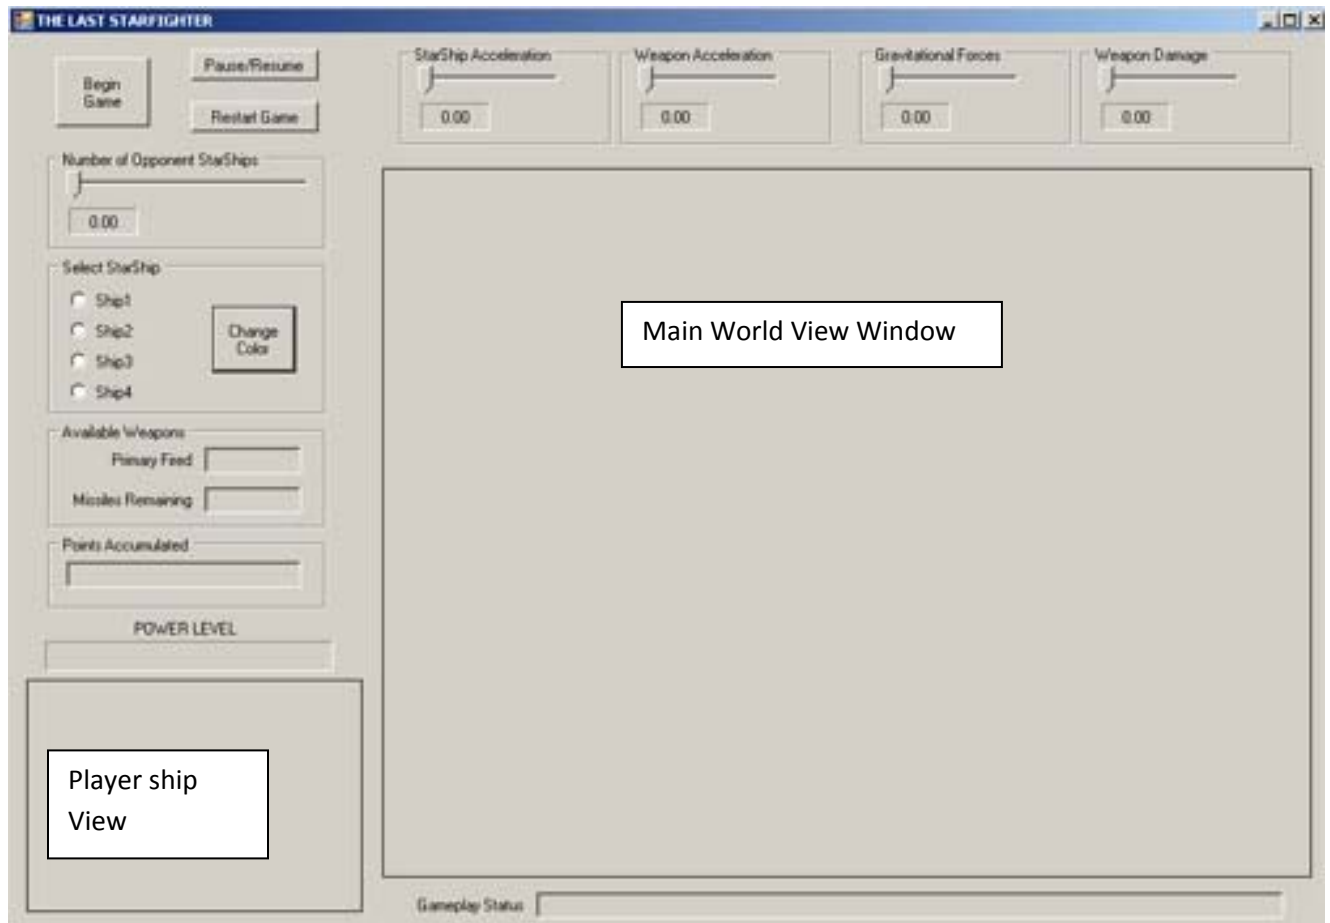 THE LAST STARFIGHTER
Begin
Game
Pause/Resume
Restart Game
StarShip Acceleration
0.00
Weapon Acceleration
0.00
Gravitational Forces
0.00
Weapon Damage
0.00
Number of Opponent StarShips
0.00
Select StarShip
Ship1
Ship2
Ship3
Ship4
Change
Color
Available Weapons
Primary Feed
Missiles Remaining
Points Accumulated
POWER LEVEL
Player ship
View
Main World View Window
Gameplay Status